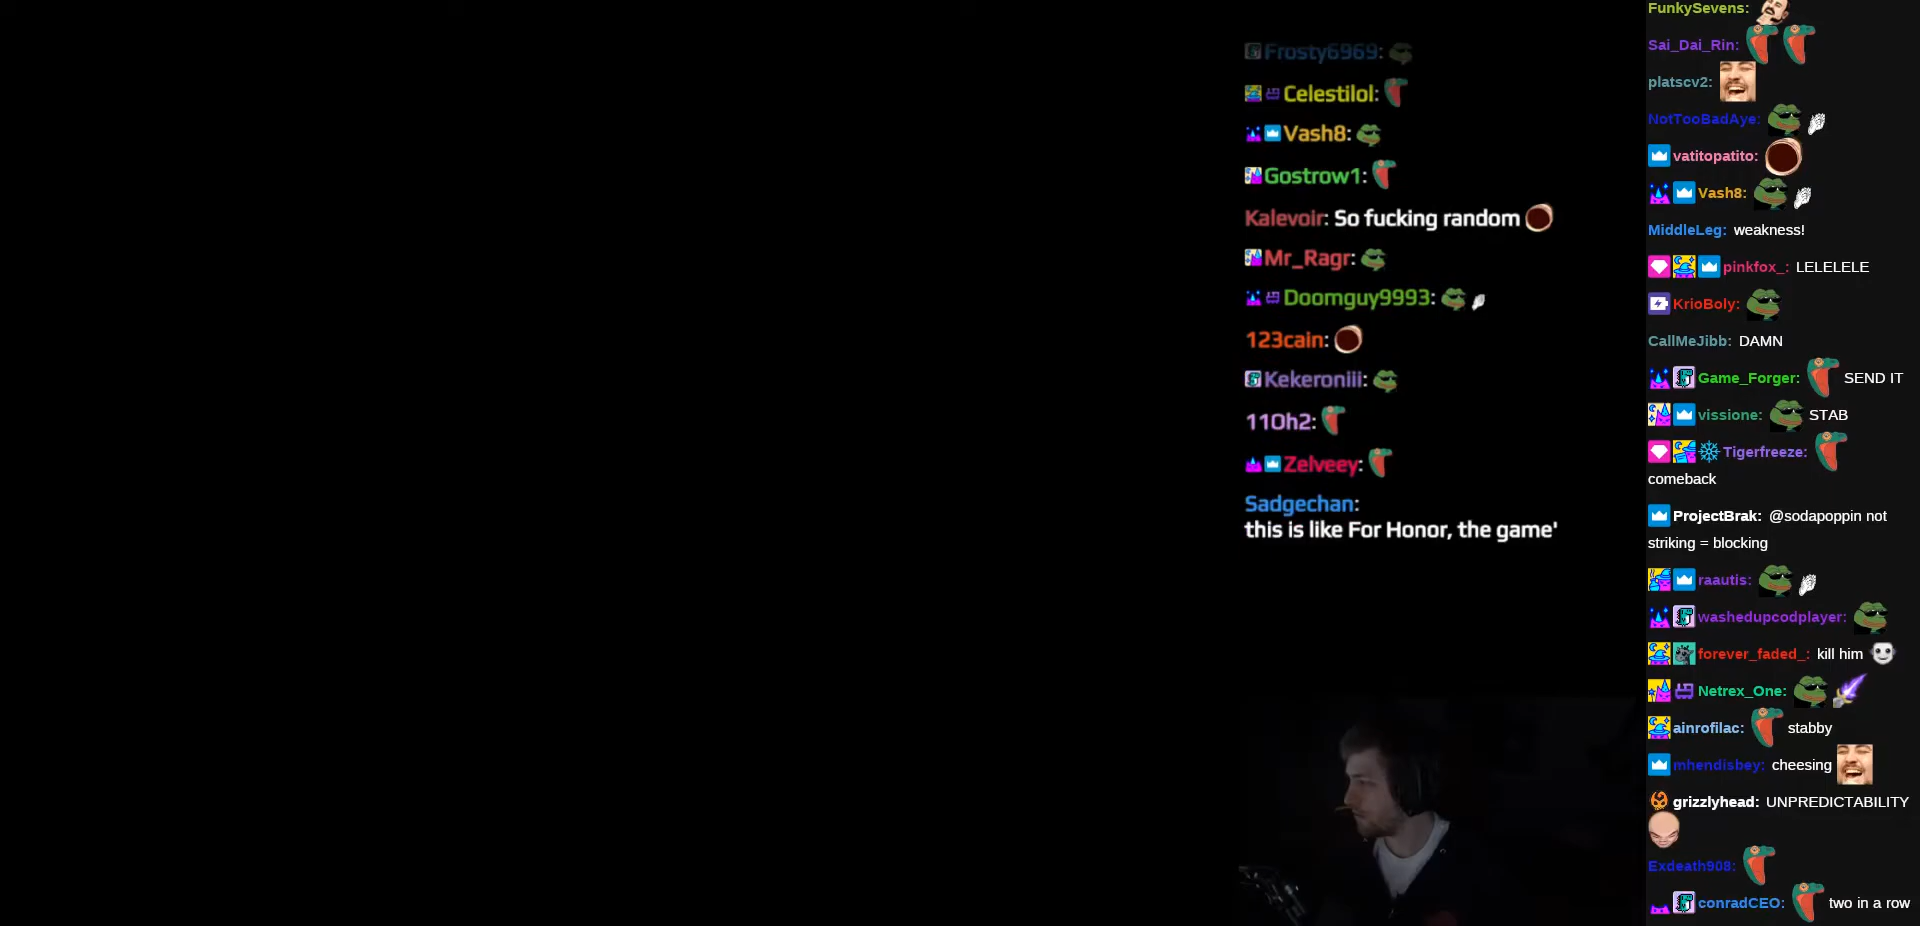 Frosty6969:
Celestilol:
Vash8:
Gostrow1:
Kalevoir: So fucking random
Mr_Ragr:
Doomguy9993:
123cain:
Kekeroniii:
11Oh2:
Zelveey:
Sadgechan:
this is like For Honor, the game'
FunkySevens:
Sai_Dai_Rin:
platscv2:
NotTooBadAye:
vatitopatito:
Vash8:
MiddleLeg: weakness!
pinkfox_: LELELELE
KrioBoly:
CallMeJibb: DAMN
Game_Forger: SEND IT
vissione: STAB
Tigerfreeze:
comeback
ProjectBrak: @sodapoppin not
striking = blocking
raautis:
washedupcodplayer:
forever_faded_: kill him
Netrex_One:
ainrofilac: stabby
mhendisbey: cheesing
grizzlyhead: UNPREDICTABILITY
Exdeath908:
conradCEO: two in a row